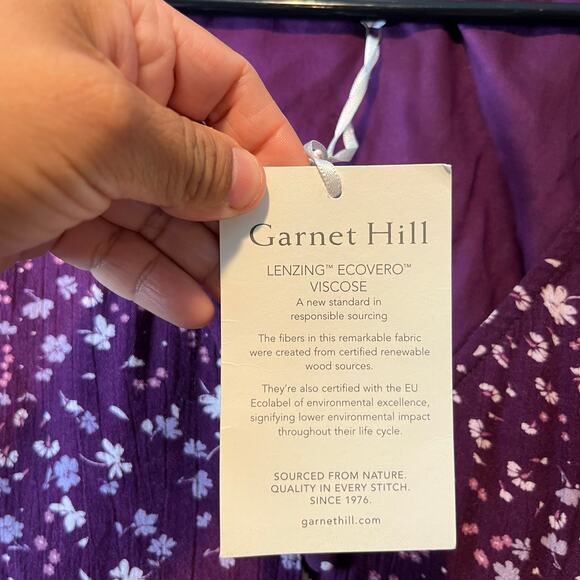 Garnet Hill
LENZING™ ECOVERO™
VISCOSE
A new standard in
responsible sourcing
The fibers in this remarkable fabric
were created from certified renewable
wood sources.
They're also certified with the EU
Ecolabel of environmental excellence,
signifying lower environmental impact
throughout their life cycle.
SOURCED FROM NATURE.
QUALITY IN EVERY STITCH.
SINCE 1976.
garnethill.com